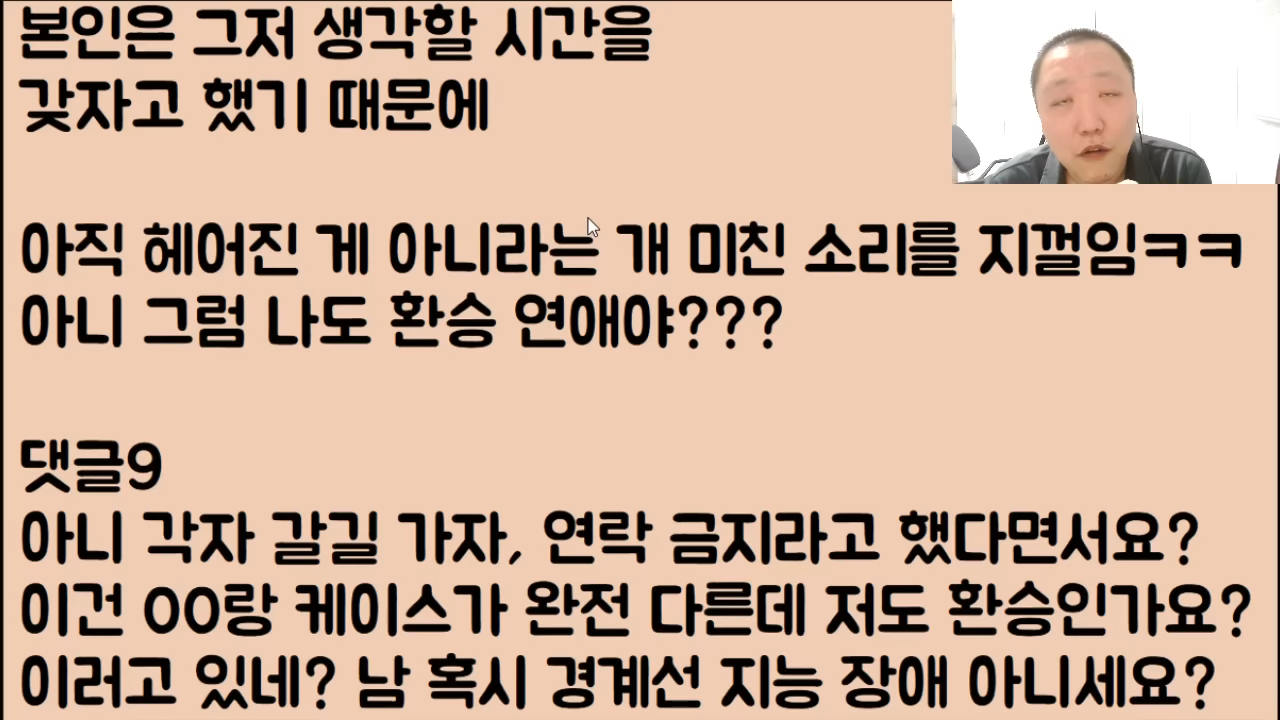 본인은 그저 생각할 시간을
갖자고 했기 때문에
아직 헤어진 게 아니라는 개 미친 소리를 지껄임ㅋㅋ
아니 그럼 나도 환승 연애야???
댓글9
아니 각자 갈길 가자, 연락 금지라고 했다면서요?
이건 OO랑 케이스가 완전 다른데 저도 환승인가요?
이러고 있네? 남 혹시 경계선 지능 장애 아니세요?